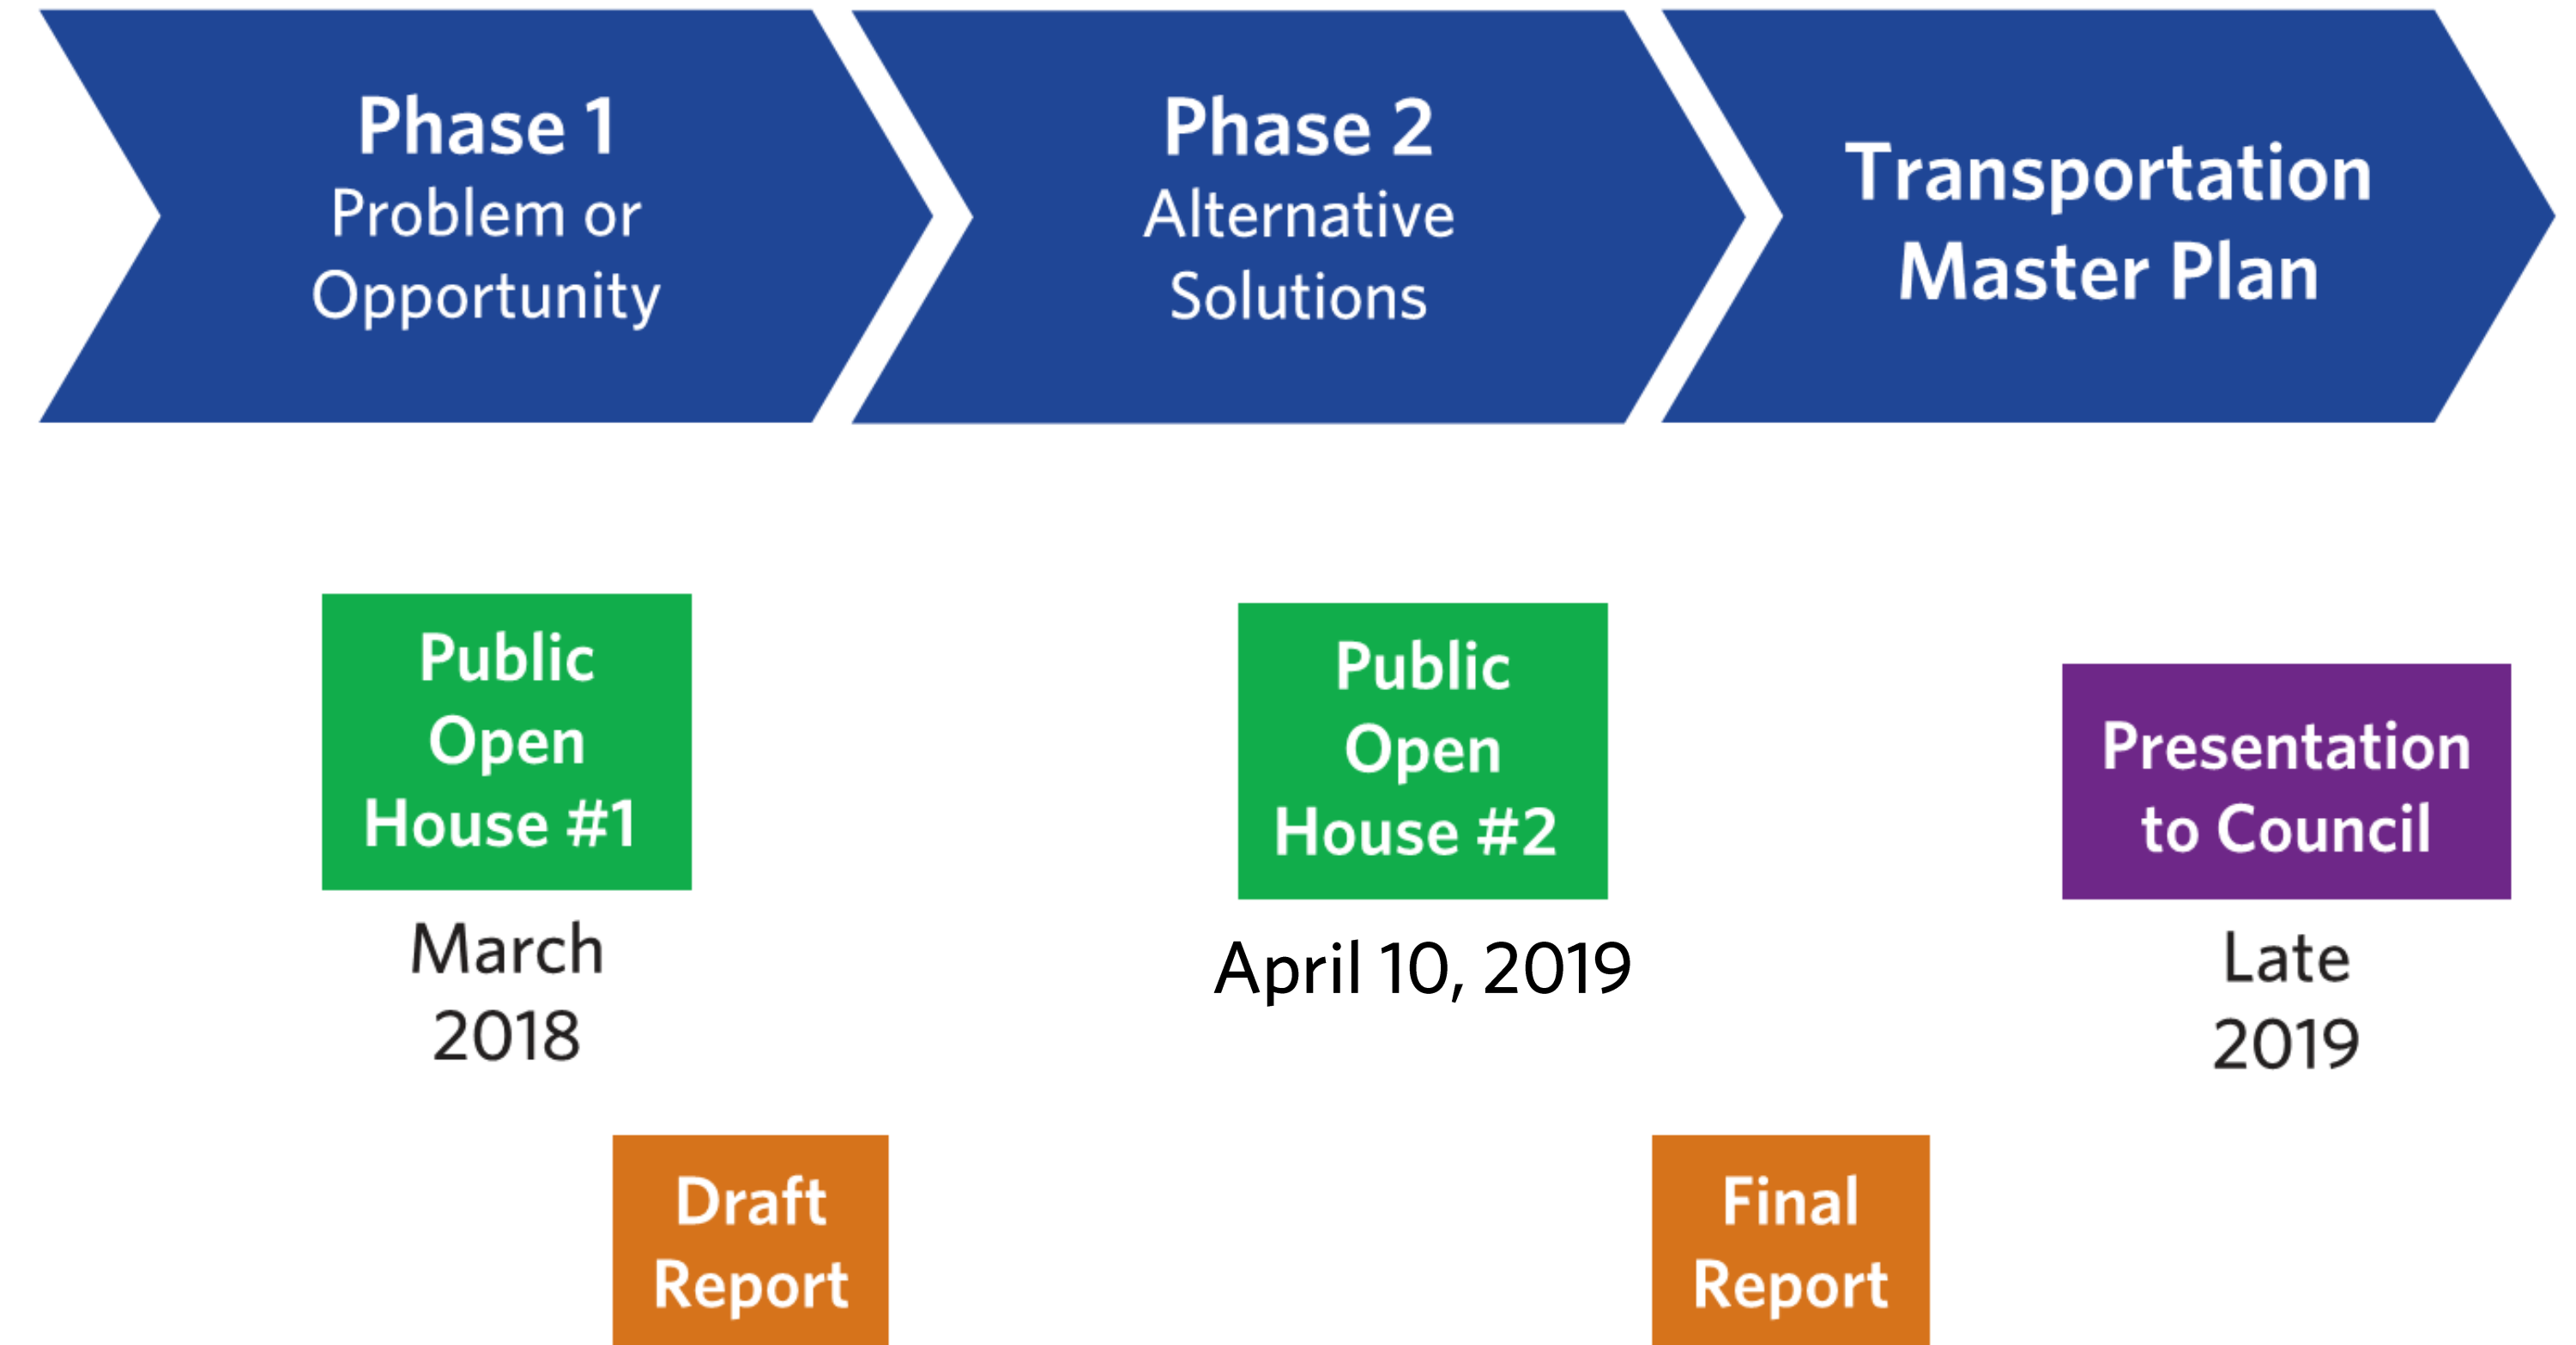 Phase 1
Problem or
Opportunity
Phase 2
Alternative
Solutions
Transportation
Master Plan
Public
Open
House #1
March
2018
Public
Open
House #2
April 10, 2019
Presentation
to Council
Late
2019
Draft
Report
Final
Report